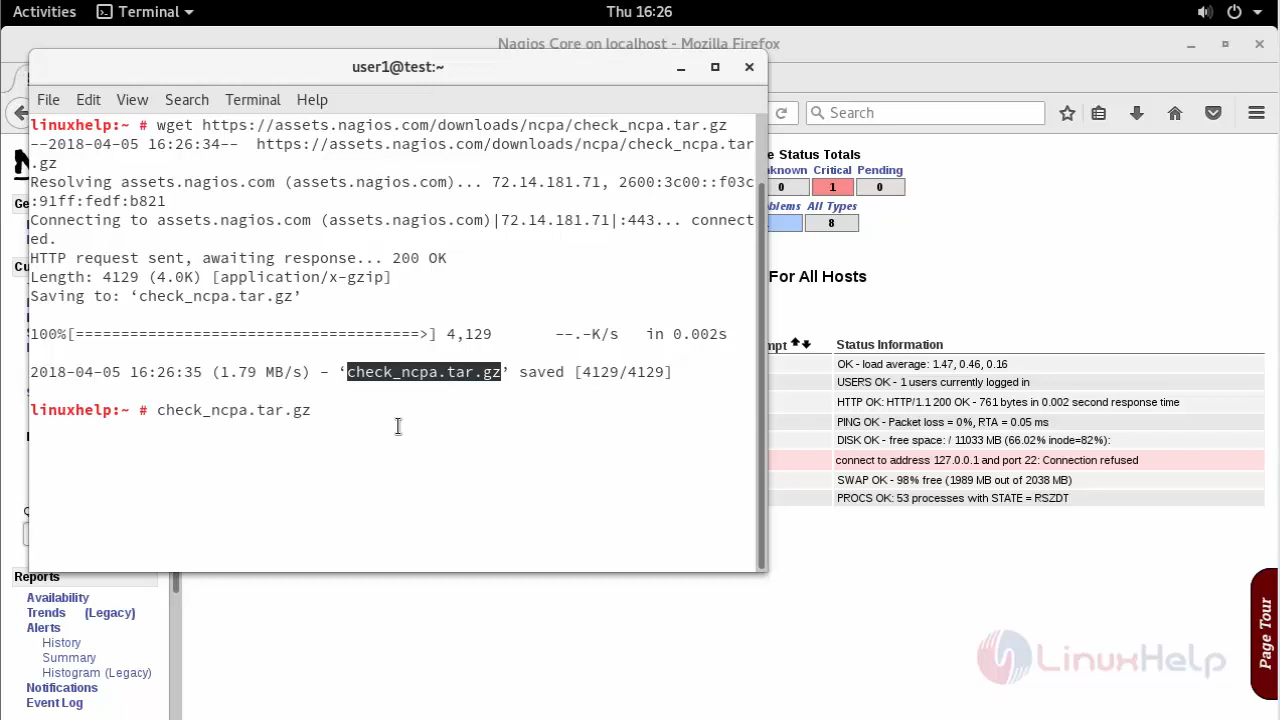 Activities Terminal Thu 16:26
Nagios Core on localhost - Mozilla Firefox
user1@test:~
File Edit View Search Terminal Help
Search
linuxhelp:~ # wget https://assets.nagios.com/downloads/ncpa/check_ncpa.tar.gz
--2018-04-05 16:26:34-- https://assets.nagios.com/downloads/ncpa/check_ncpa.tar
.gz
Resolving assets.nagios.com (assets.nagios.com)... 72.14.181.71, 2600:3c00::f03c
:91ff:fedf:b821
Connecting to assets.nagios.com (assets.nagios.com)|72.14.181.71|:443... connect
ed.
HTTP request sent, awaiting response... 200 OK
Length: 4129 (4.0K) [application/x-gzip]
Saving to: ‘check_ncpa.tar.gz’
100%[======================================>] 4,129 --.-K/s in 0.002s
2018-04-05 16:26:35 (1.79 MB/s) - ‘check_ncpa.tar.gz’ saved [4129/4129]
linuxhelp:~ # check_ncpa.tar.gz
e Status Totals
known Critical Pending
0 1 0
blems All Types
8
For All Hosts
mpt Status Information
OK - load average: 1.47, 0.46, 0.16
USERS OK - 1 users currently logged in
HTTP OK: HTTP/1.1 200 OK - 761 bytes in 0.002 second response time
PING OK - Packet loss = 0%, RTA = 0.05 ms
DISK OK - free space: / 11033 MB (66.02% inode=82%):
connect to address 127.0.0.1 and port 22: Connection refused
SWAP OK - 98% free (1989 MB out of 2038 MB)
PROCS OK: 53 processes with STATE = RSZDT
N
Ge
Cu
Reports
Availability
Trends (Legacy)
Alerts
History
Summary
Histogram (Legacy)
Notifications
Event Log
Page Tour
LinuxHelp